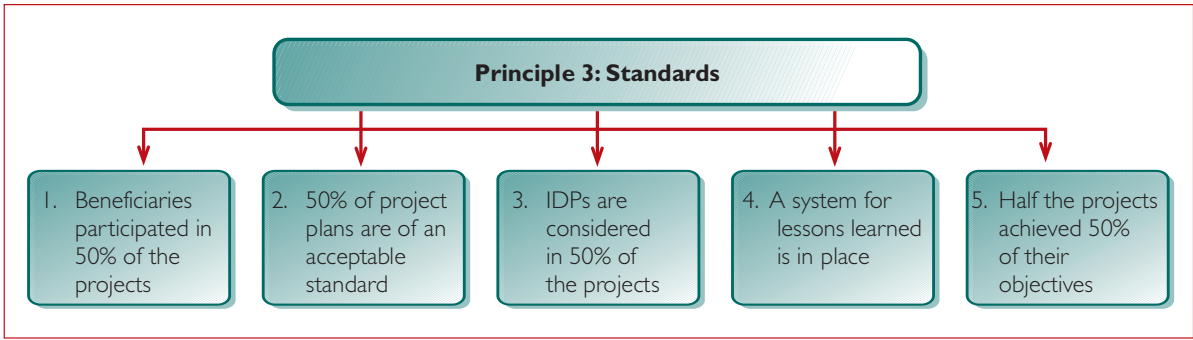 Principle 3: Standards
1. Beneficiaries
participated in
50% of the
projects
2. 50% of project
plans are of an
acceptable
standard
3. IDPs are
considered
in 50% of
the projects
4. A system for
lessons learned
is in place
5. Half the projects
achieved 50%
of their
objectives